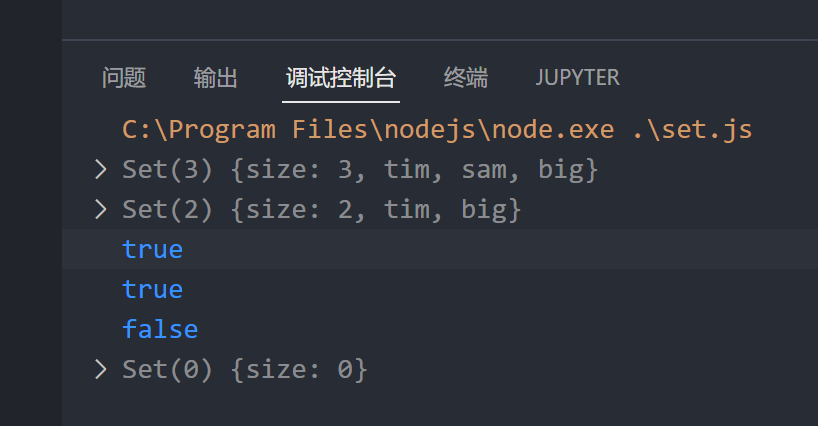 问题 输出 调试控制台 终端 JUPYTER
C:\Program Files\nodejs\node.exe .\set.js
> Set(3) {size: 3, tim, sam, big}
> Set(2) {size: 2, tim, big}
true
true
false
> Set(0) {size: 0}